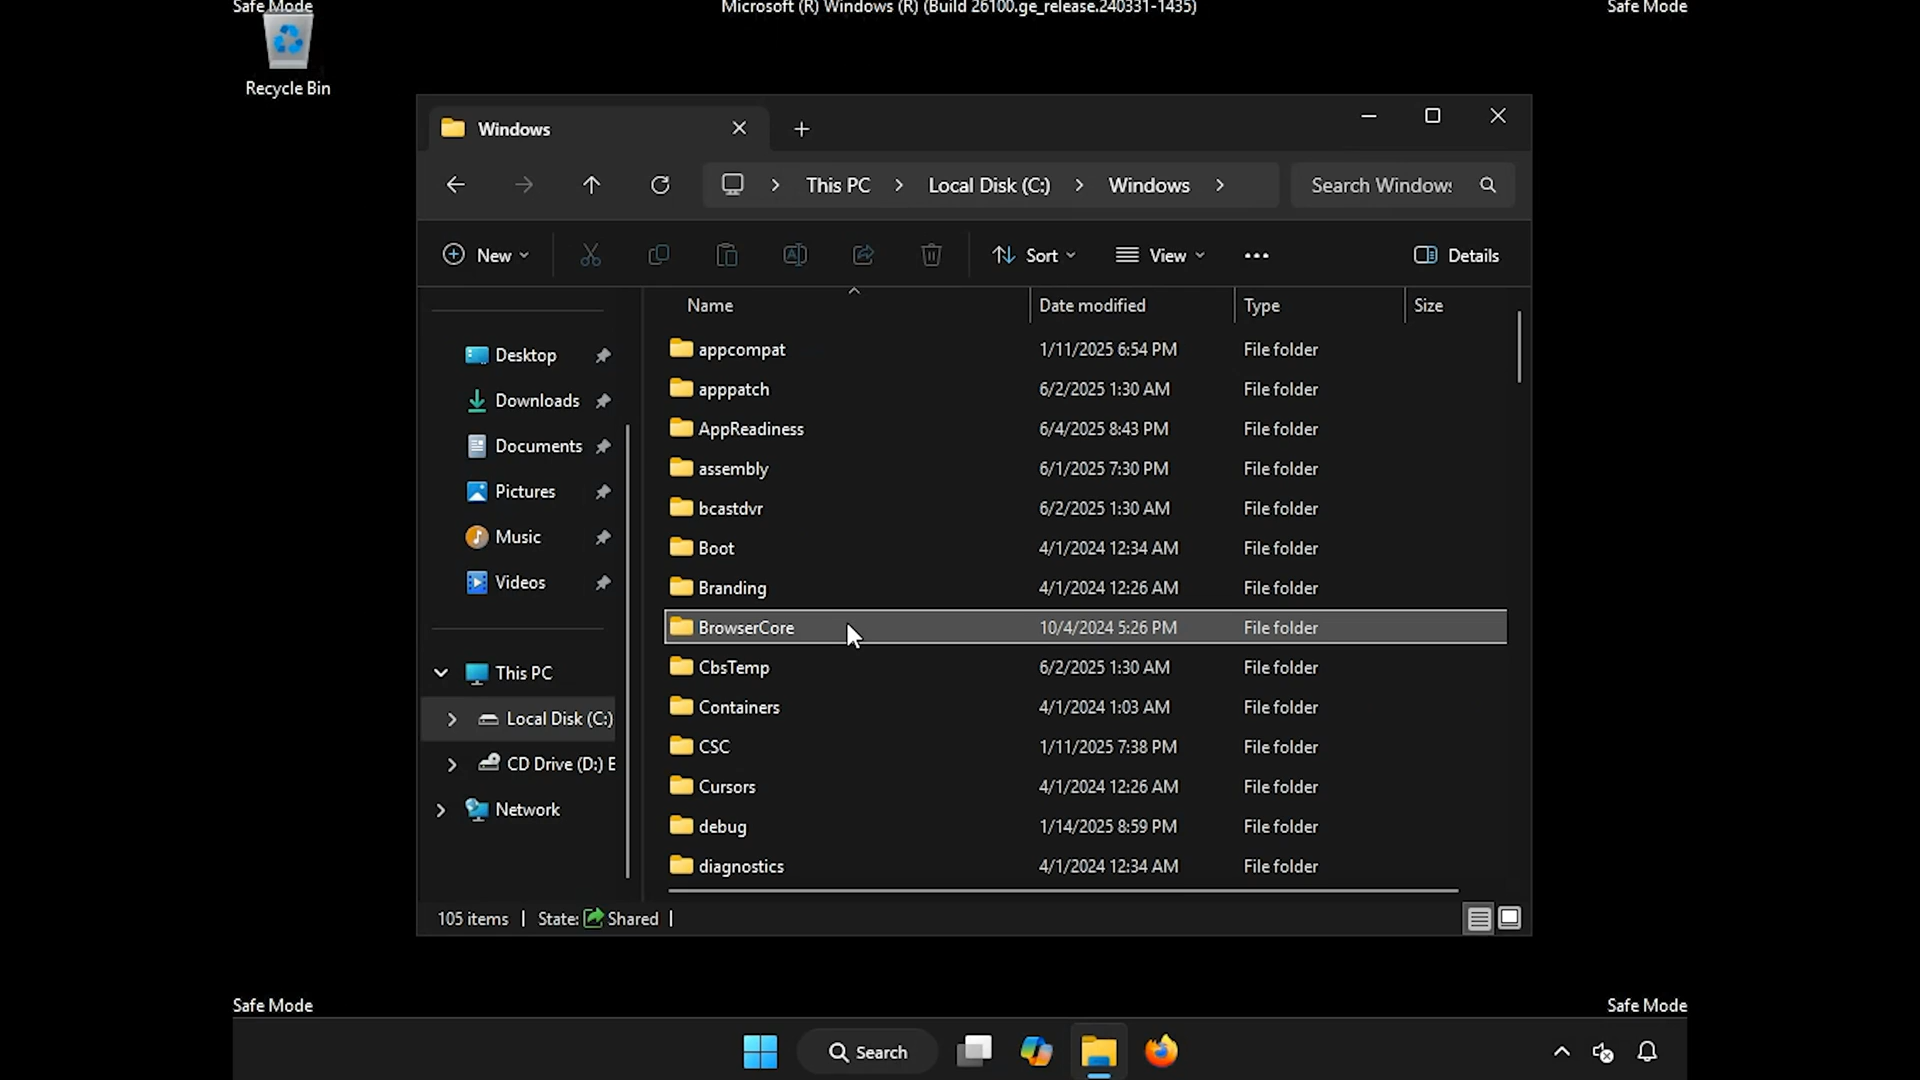 Safe Mode
Microsoft (R) Windows (R) (Build 26100.ge_release.240331-1435)
Safe Mode
Recycle Bin
Windows
This PC > Local Disk (C:) > Windows >
Search Windows
New
Sort
View
Details
Name Date modified Type Size
Desktop
Downloads
Documents
Pictures
Music
Videos
This PC
Local Disk (C:)
CD Drive (D:) E
Network
appcompat 1/11/2025 6:54 PM File folder
apppatch 6/2/2025 1:30 AM File folder
AppReadiness 6/4/2025 8:43 PM File folder
assembly 6/1/2025 7:30 PM File folder
bcastdvr 6/2/2025 1:30 AM File folder
Boot 4/1/2024 12:34 AM File folder
Branding 4/1/2024 12:26 AM File folder
BrowserCore 10/4/2024 5:26 PM File folder
CbsTemp 6/2/2025 1:30 AM File folder
Containers 4/1/2024 1:03 AM File folder
CSC 1/11/2025 7:38 PM File folder
Cursors 4/1/2024 12:26 AM File folder
debug 1/14/2025 8:59 PM File folder
diagnostics 4/1/2024 12:34 AM File folder
105 items | State: Shared |
Safe Mode
Safe Mode
Search